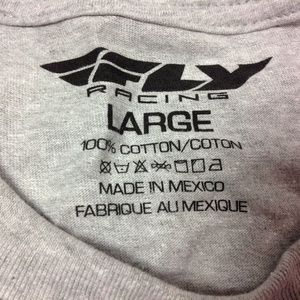 FLY
RACING
LARGE
100% COTTON/COTON
MADE IN MEXICO
FABRIQUE AU MEXIQUE